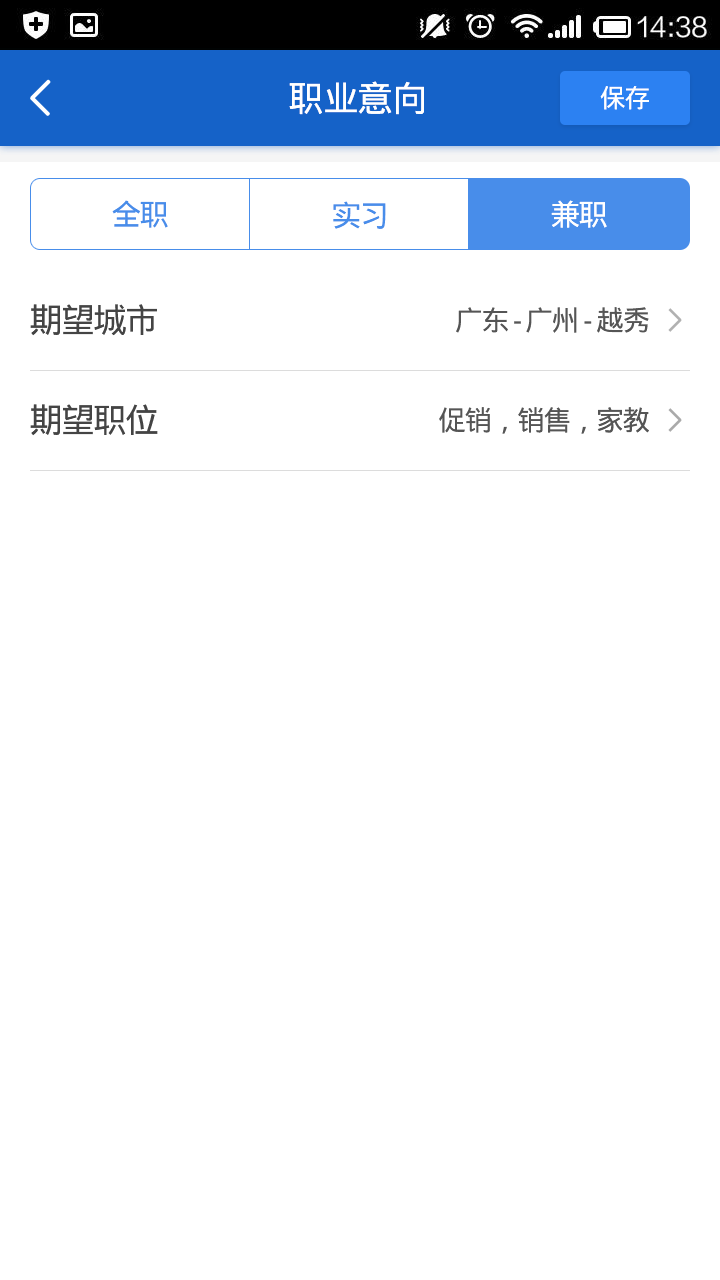 14:38
职业意向
保存
全职
实习
兼职
期望城市
广东-广州-越秀
期望职位
促销，销售，家教